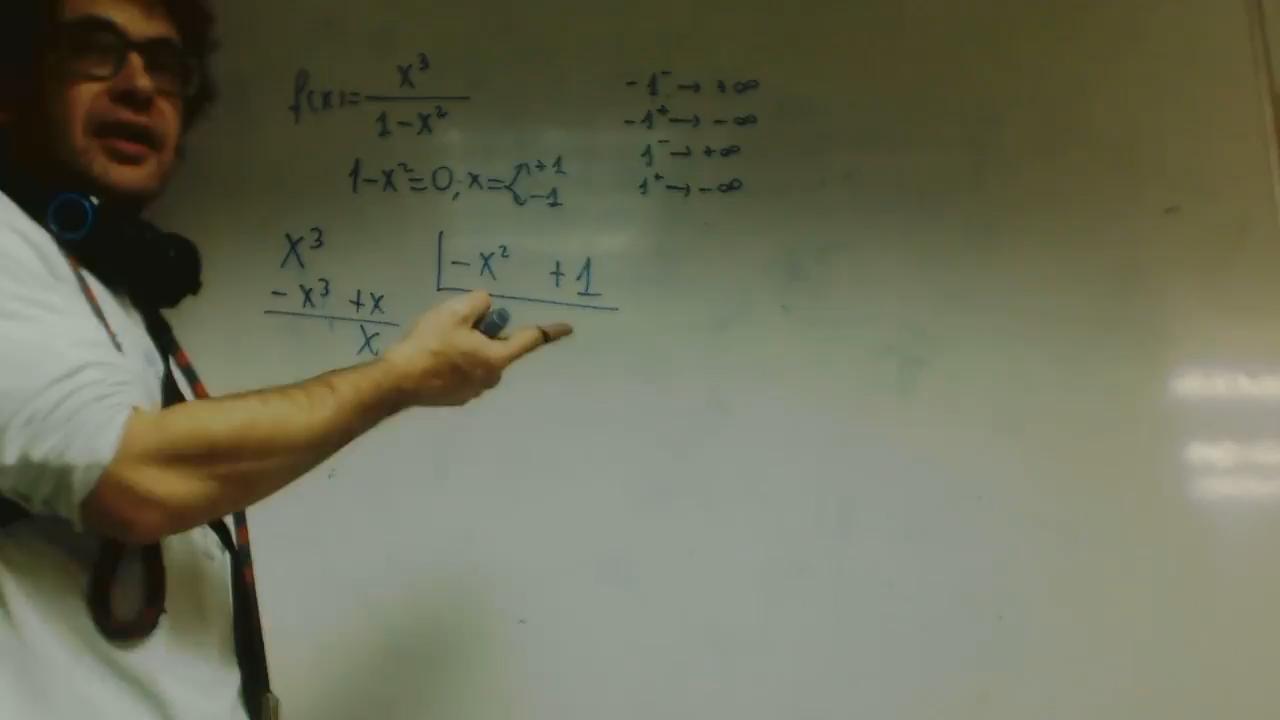 f(x)=x³/(1-x²)
1-x²=0; x=<+1 -1
-1⁻ → +∞
-1⁺ → -∞
1⁻ → +∞
1⁺ → -∞
x³ |-x² +1
-x³ +x
x